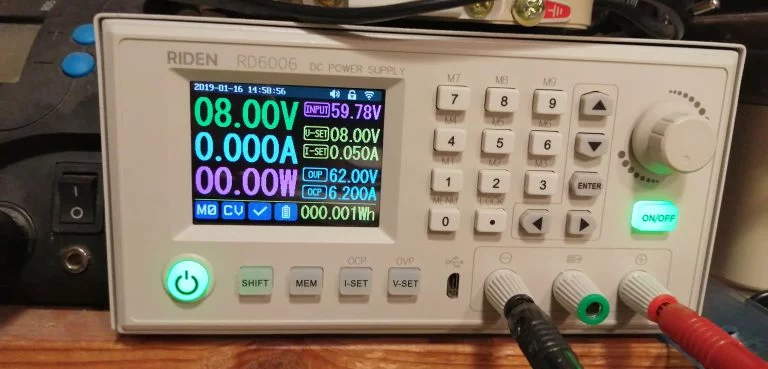 RIDEN RD6006 DC POWER SUPPLY
2019-01-16 14:58:56
08.00V
INPUT 59.78V
0.000A
V-SET 08.00V
I-SET 0.050A
00.00W
OVP 62.00V
OCP 6.200A
M0 CV 000.001Wh
M7 M8 M9
7 8 9
M4 M5 M6
4 5 6
M1 M2 M3
1 2 3 ENTER
MENU LOCK
0 •
ON/OFF
OCP OVP
SHIFT MEM I-SET V-SET